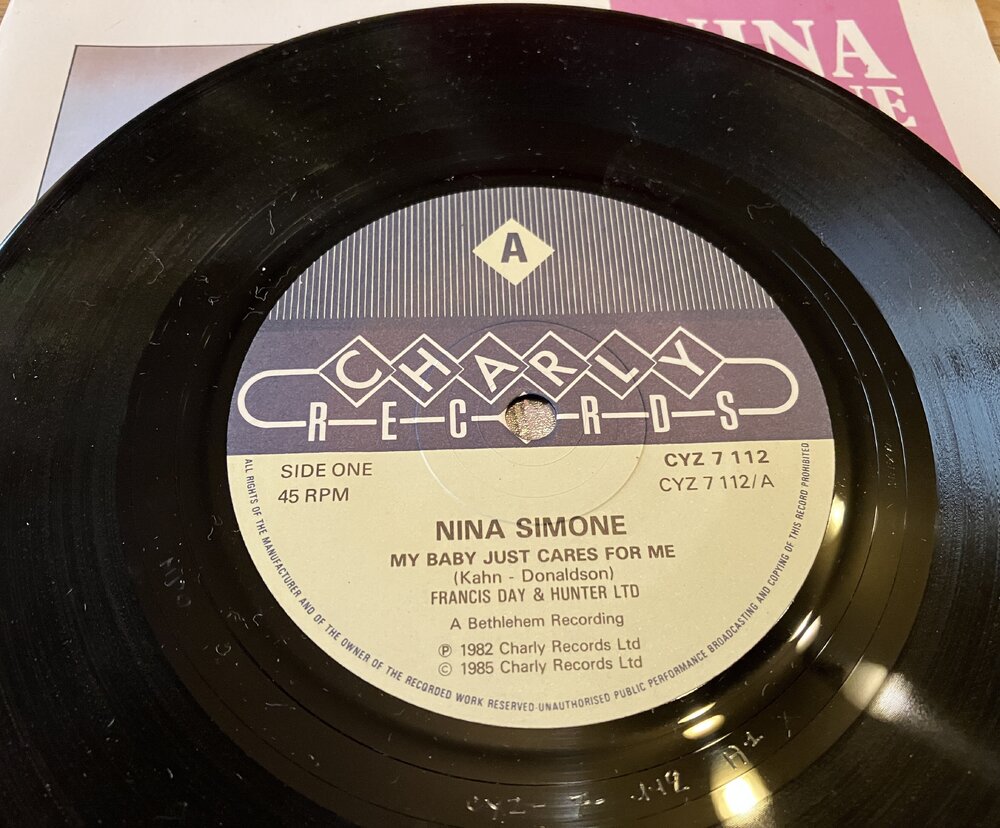 NINA
A
CHARLY
RECORDS
SIDE ONE
45 RPM
CYZ 7 112
CYZ 7 112/A
NINA SIMONE
MY BABY JUST CARES FOR ME
(Kahn - Donaldson)
FRANCIS DAY & HUNTER LTD
A Bethlehem Recording
℗ 1982 Charly Records Ltd
© 1985 Charly Records Ltd
ALL RIGHTS OF THE MANUFACTURER AND OF THE OWNER OF THE RECORDED WORK RESERVED·UNAUTHORISED PUBLIC PERFORMANCE BROADCASTING AND COPYING OF THIS RECORD PROHIBITED
CYZ - 7 - 112 A1